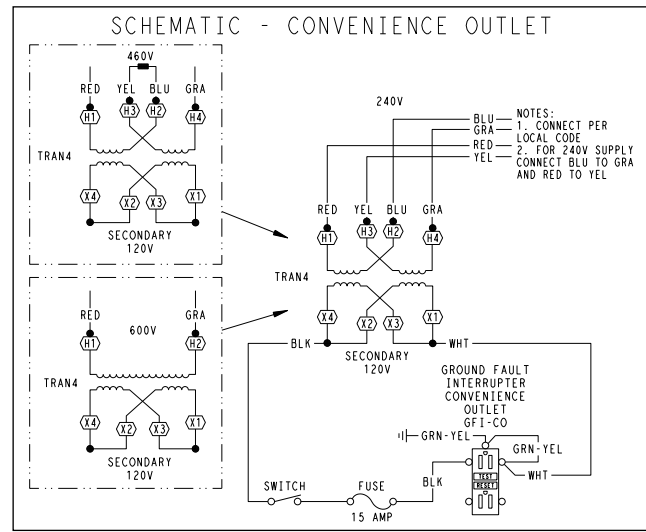 SCHEMATIC - CONVENIENCE OUTLET
460V
RED YEL BLU GRA
H1 H3 H2 H4
TRAN4
X4 X2 X3 X1
SECONDARY
120V
600V
RED GRA
H1 H2
TRAN4
X4 X2 X3 X1
SECONDARY
120V
240V
BLU
GRA
RED
YEL
NOTES:
1. CONNECT PER
LOCAL CODE
2. FOR 240V SUPPLY
CONNECT BLU TO GRA
AND RED TO YEL
RED YEL BLU GRA
H1 H3 H2 H4
TRAN4
X4 X2 X3 X1
BLK
WHT
SECONDARY
120V
GROUND FAULT
INTERRUPTER
CONVENIENCE
OUTLET
GFI-CO
GRN-YEL
GRN-YEL
WHT
BLK
TEST
RESET
SWITCH
FUSE
15 AMP